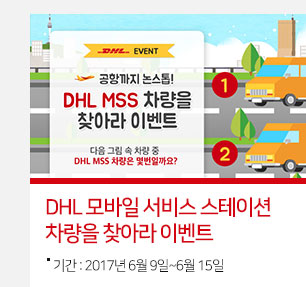 DHL EVENT
공항까지 논스톱!
DHL MSS 차량을
찾아라 이벤트
다음 그림 속 차량 중
DHL MSS 차량은 몇번일까요?
1
2
DHL 모바일 서비스 스테이션
차량을 찾아라 이벤트
기간 : 2017년 6월 9일~6월 15일